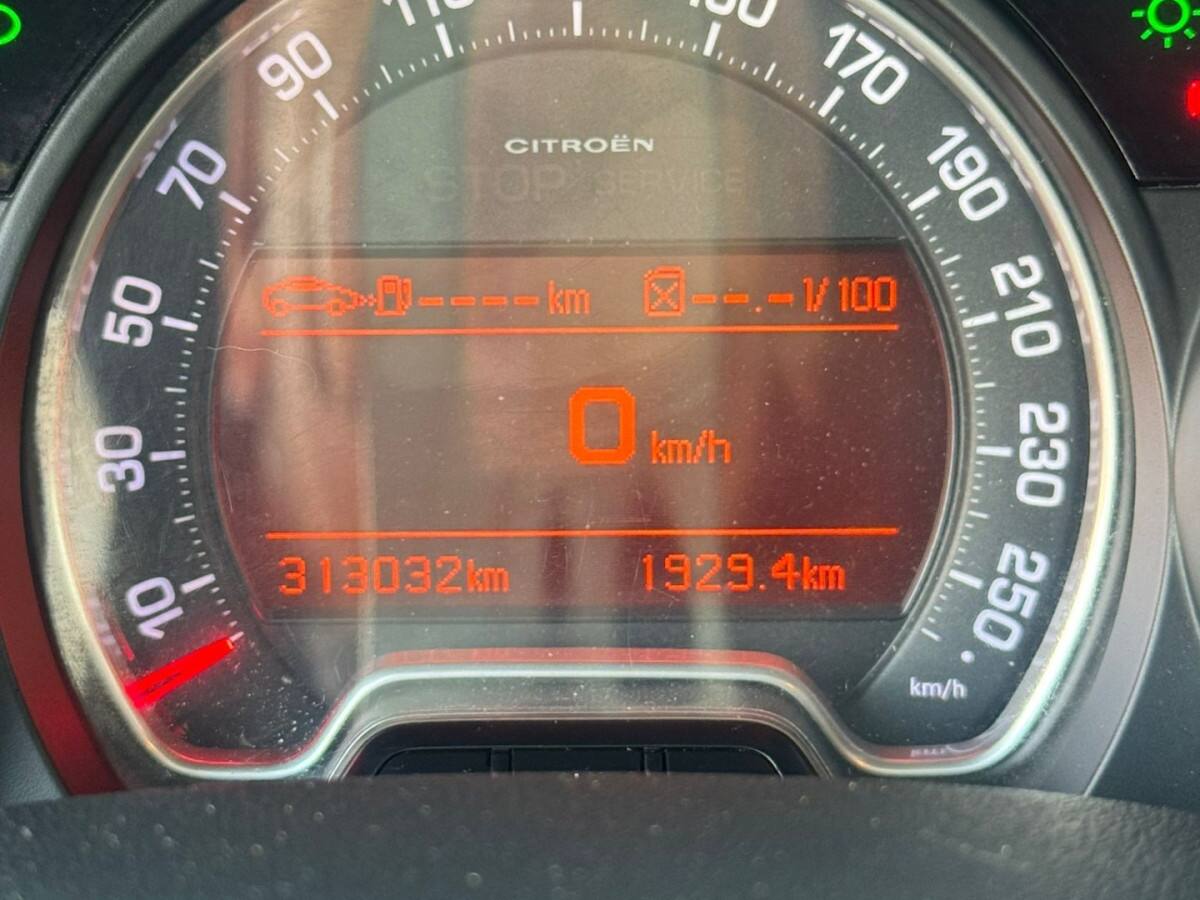 90
170
70
190
CITROËN
STOP SERVICE
50
210
---- km --.- l/100
0 km/h
30
230
313032km 1929.4km
10
250
km/h